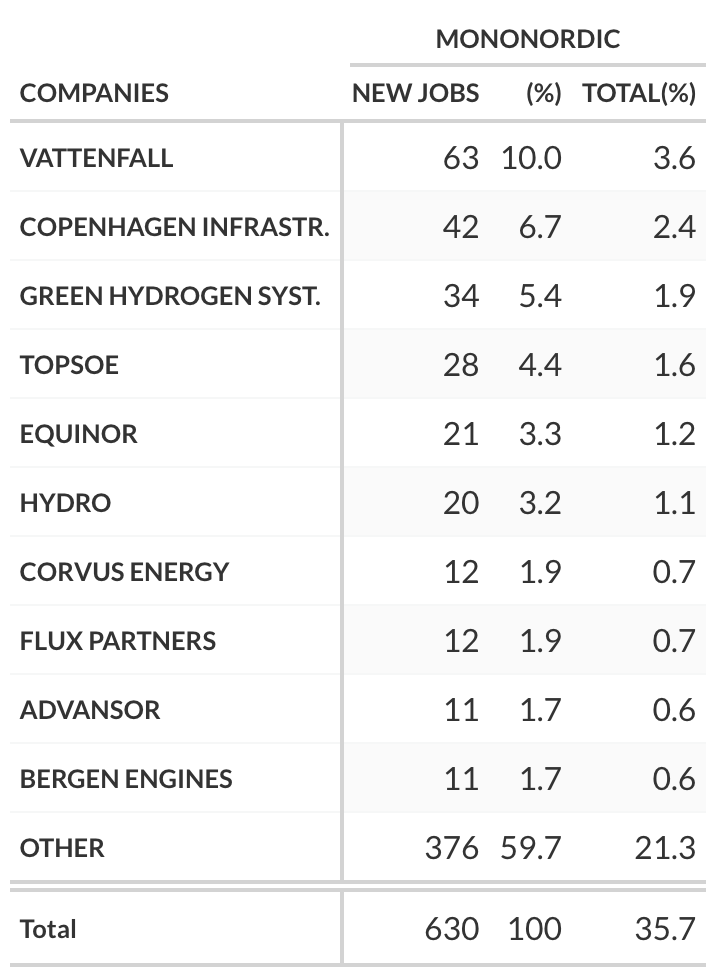 MONONORDIC
COMPANIES NEW JOBS (%) TOTAL(%)
VATTENFALL 63 10.0 3.6
COPENHAGEN INFRASTR. 42 6.7 2.4
GREEN HYDROGEN SYST. 34 5.4 1.9
TOPSOE 28 4.4 1.6
EQUINOR 21 3.3 1.2
HYDRO 20 3.2 1.1
CORVUS ENERGY 12 1.9 0.7
FLUX PARTNERS 12 1.9 0.7
ADVANSOR 11 1.7 0.6
BERGEN ENGINES 11 1.7 0.6
OTHER 376 59.7 21.3
Total 630 100 35.7